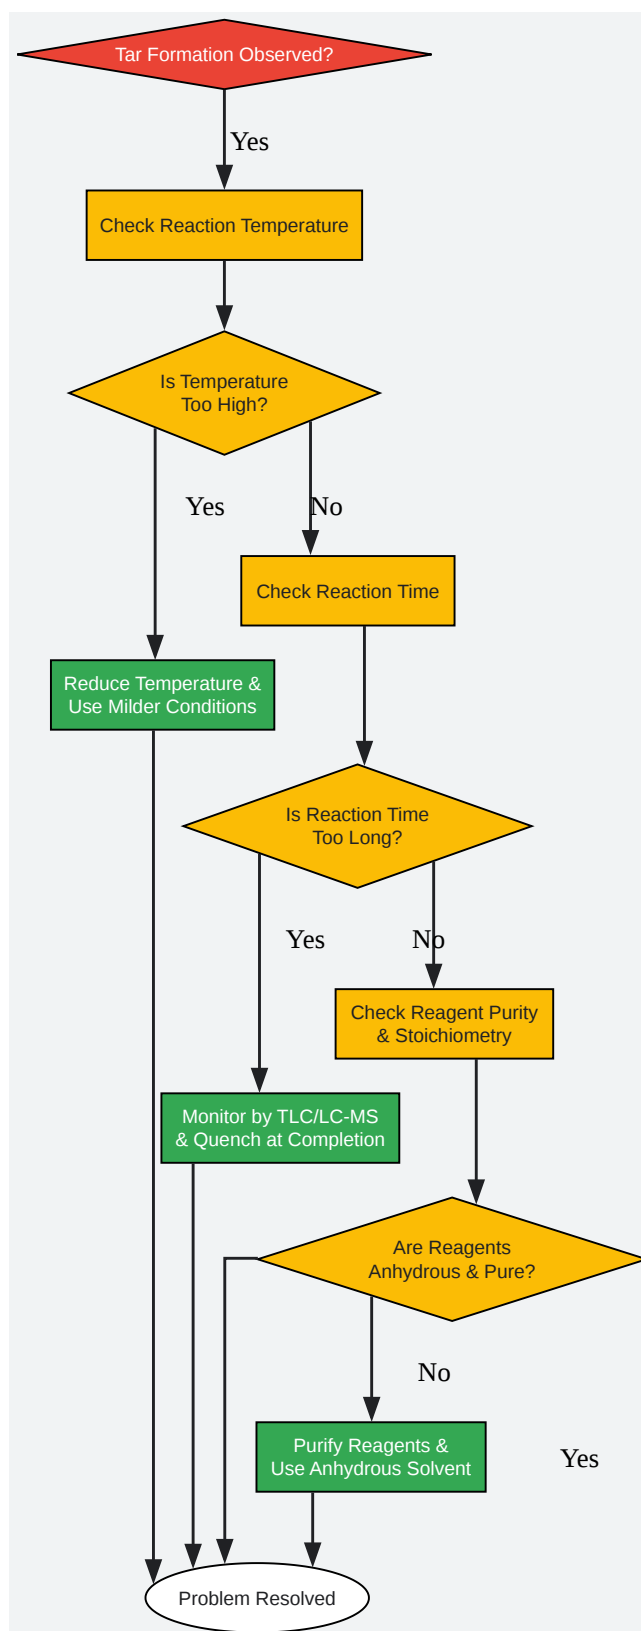 Tar Formation Observed?
Yes
Check Reaction Temperature
Is Temperature
Too High?
Yes
No
Check Reaction Time
Reduce Temperature &
Use Milder Conditions
Is Reaction Time
Too Long?
Yes
No
Check Reagent Purity
& Stoichiometry
Monitor by TLC/LC-MS
& Quench at Completion
Are Reagents
Anhydrous & Pure?
No
Purify Reagents &
Use Anhydrous Solvent
Yes
Problem Resolved